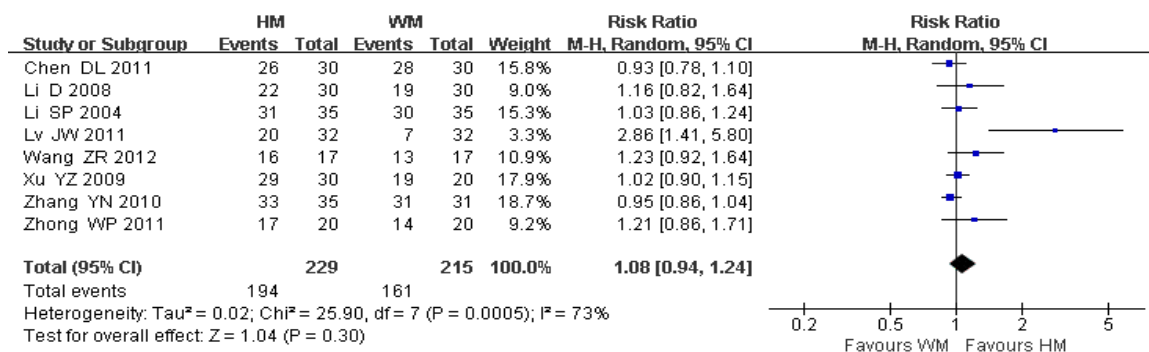 HM WM Risk Ratio Risk Ratio
Study or Subgroup Events Total Events Total Weight M-H, Random, 95% CI M-H, Random, 95% CI
Chen DL 2011 26 30 28 30 15.8% 0.93 [0.78, 1.10]
Li D 2008 22 30 19 30 9.0% 1.16 [0.82, 1.64]
Li SP 2004 31 35 30 35 15.3% 1.03 [0.86, 1.24]
Lv JW 2011 20 32 7 32 3.3% 2.86 [1.41, 5.80]
Wang ZR 2012 16 17 13 17 10.9% 1.23 [0.92, 1.64]
Xu YZ 2009 29 30 19 20 17.9% 1.02 [0.90, 1.15]
Zhang YN 2010 33 35 31 31 18.7% 0.95 [0.86, 1.04]
Zhong WP 2011 17 20 14 20 9.2% 1.21 [0.86, 1.71]
Total (95% CI) 229 215 100.0% 1.08 [0.94, 1.24]
Total events 194 161
Heterogeneity: Tau² = 0.02; Chi² = 25.90, df = 7 (P = 0.0005); I² = 73%
Test for overall effect: Z = 1.04 (P = 0.30)
0.2 0.5 1 2 5
Favours WM Favours HM